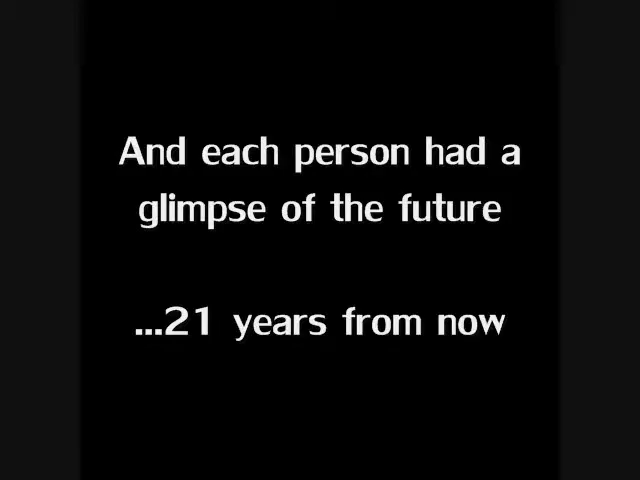 And each person had a
glimpse of the future
...21 years from now